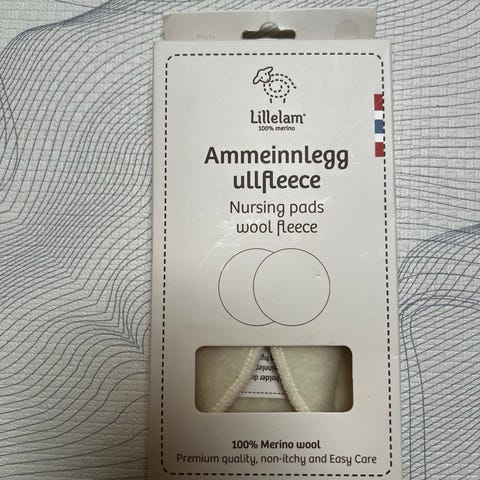 Lillelam®
100% merino
Ammeinnlegg
ullfleece
Nursing pads
wool fleece
100% Merino wool
Premium quality, non-itchy and Easy Care